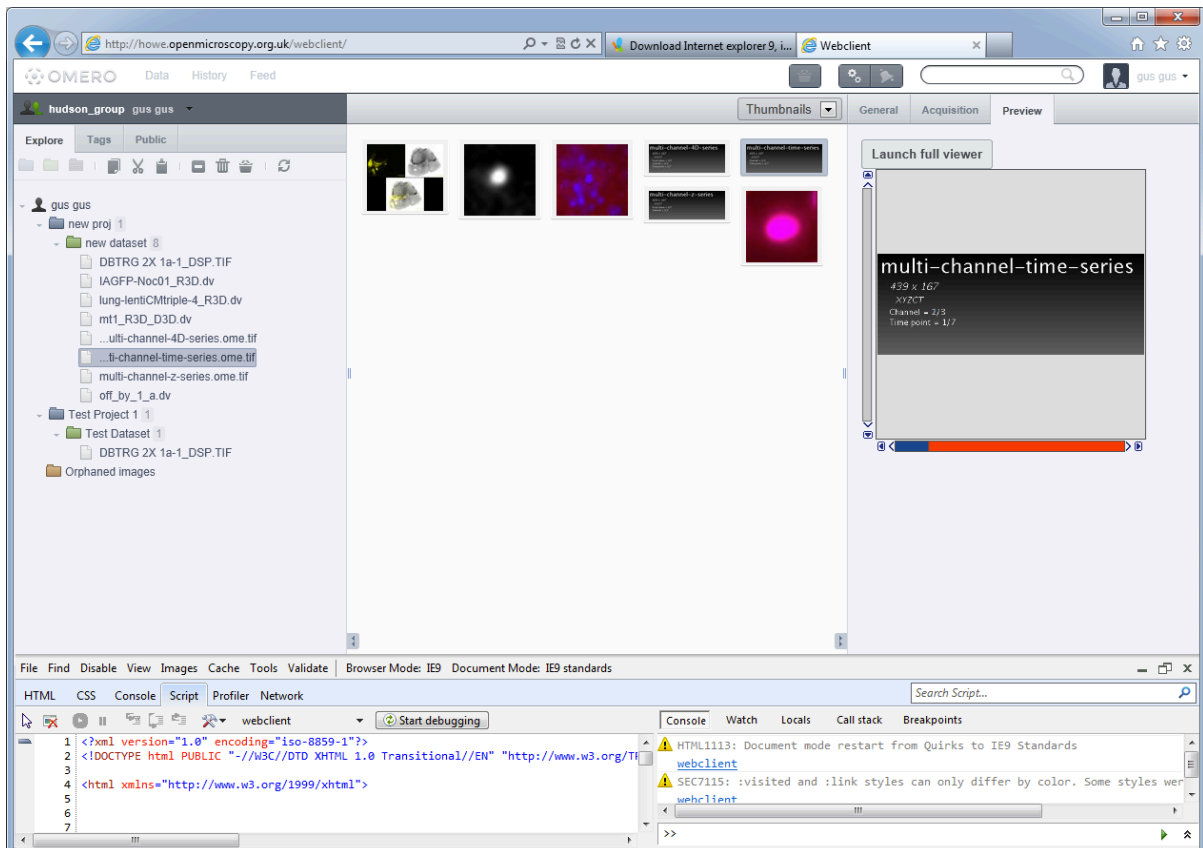 http://howe.openmicroscopy.org.uk/webclient/
Download Internet explorer 9, i...
Webclient
OMERO Data History Feed
gus gus
hudson_group gus gus
Thumbnails
General Acquisition Preview
Explore Tags Public
Launch full viewer
gus gus
new proj 1
new dataset 8
DBTRG 2X 1a-1_DSP.TIF
IAGFP-Noc01_R3D.dv
lung-lentiCMtriple-4_R3D.dv
mt1_R3D_D3D.dv
...ulti-channel-4D-series.ome.tif
...ti-channel-time-series.ome.tif
multi-channel-z-series.ome.tif
off_by_1_a.dv
Test Project 1 1
Test Dataset 1
DBTRG 2X 1a-1_DSP.TIF
Orphaned images
multi-channel-4D-series
multi-channel-time-series
multi-channel-z-series
multi-channel-time-series
439 x 167
XYZCT
Channel = 2/3
Time point = 1/7
File Find Disable View Images Cache Tools Validate Browser Mode: IE9 Document Mode: IE9 standards
HTML CSS Console Script Profiler Network
Search Script...
webclient
Start debugging
Console Watch Locals Call stack Breakpoints
1 <?xml version="1.0" encoding="iso-8859-1"?>
2 <!DOCTYPE html PUBLIC "-//W3C//DTD XHTML 1.0 Transitional//EN" "http://www.w3.org/TR
3
4 <html xmlns="http://www.w3.org/1999/xhtml">
5
6
7
HTML1113: Document mode restart from Quirks to IE9 Standards
webclient
SEC7115: :visited and :link styles can only differ by color. Some styles wer
webclient
>>